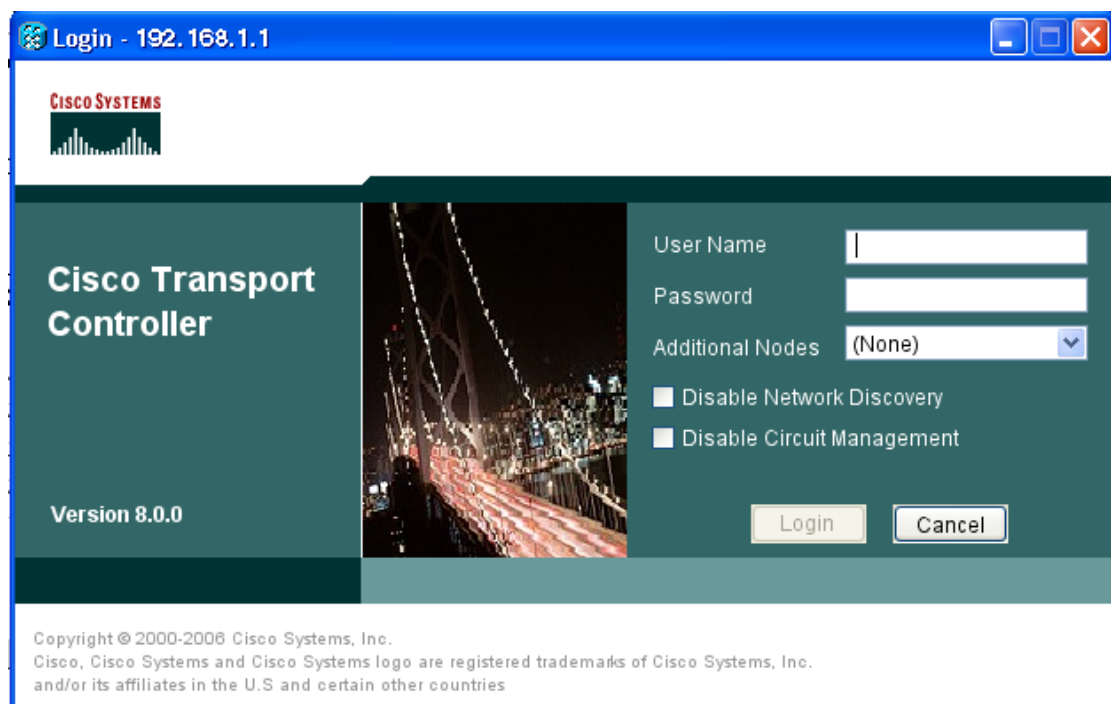 Login - 192.168.1.1
CISCO SYSTEMS
Cisco Transport
Controller
Version 8.0.0
User Name
Password
Additional Nodes (None)
Disable Network Discovery
Disable Circuit Management
Login Cancel
Copyright © 2000-2006 Cisco Systems, Inc.
Cisco, Cisco Systems and Cisco Systems logo are registered trademarks of Cisco Systems, Inc.
and/or its affiliates in the U.S and certain other countries